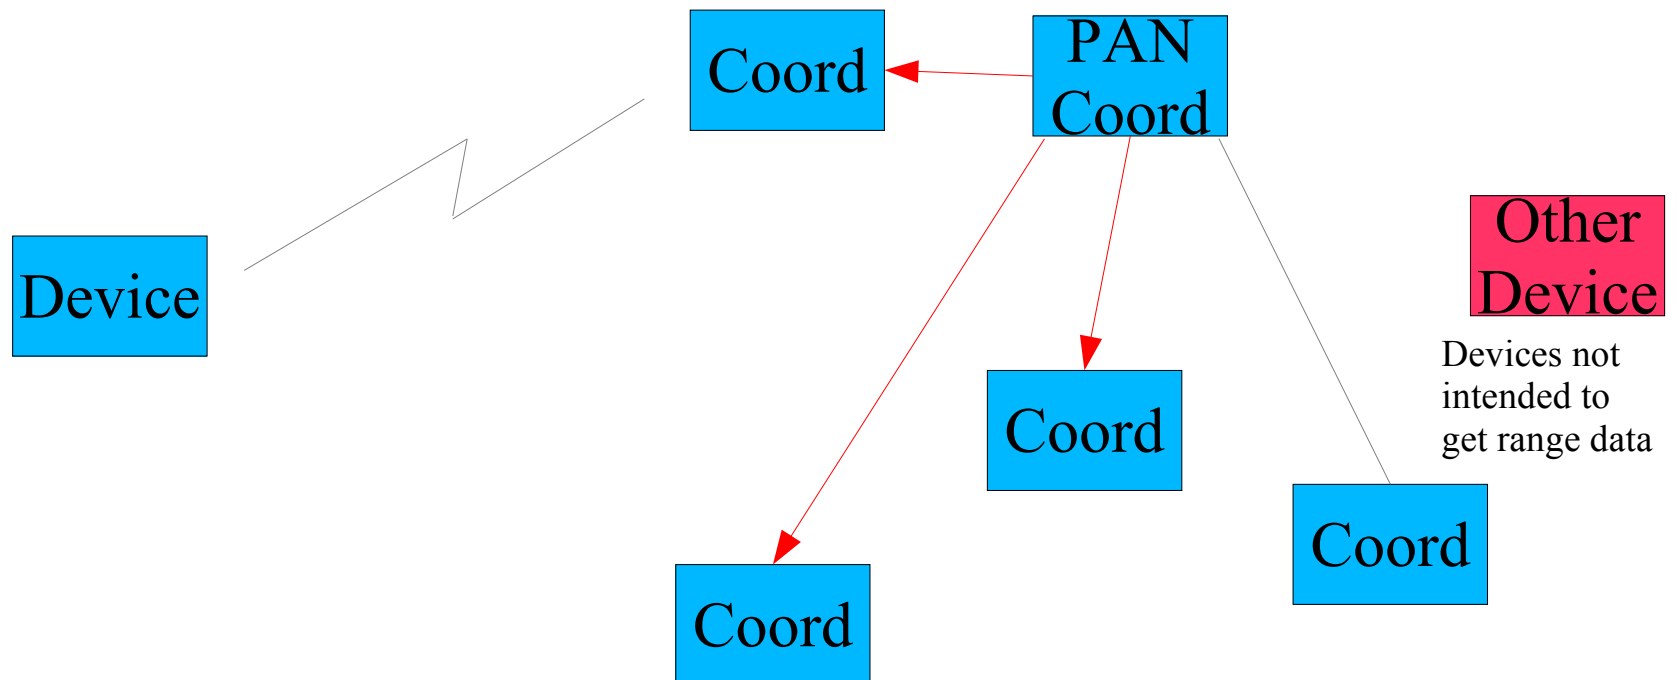 Coord
PAN
Coord
Other
Device
Device
Devices not
intended to
get range data
Coord
Coord
Coord